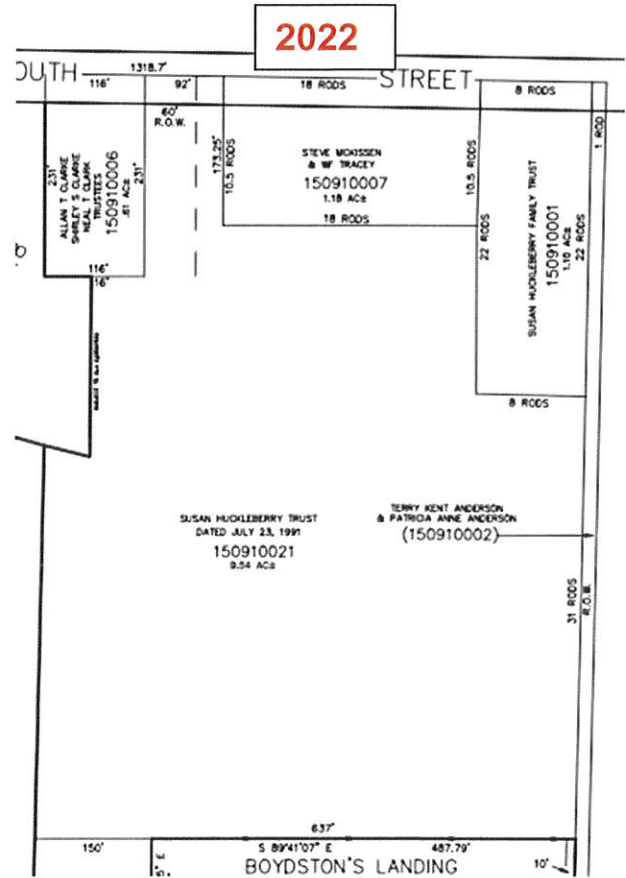 2022
OUTH
STREET
1318.7'
116'
92'
18 RODS
8 RODS
60'
R.O.W.
1 ROD
231'
ALLAN T CLARKE
SHIRLEY S CLARKE
NEAL T CLARK
TRUSTEES
150910006
.61 AC±
231'
173.25'
10.5 RODS
STEVE MCKISSEN
& WF TRACEY
150910007
1.18 AC±
10.5 RODS
18 RODS
22 RODS
SUSAN HUCKLEBERRY FAMILY TRUST
150910001
1.10 AC±
22 RODS
116'
16'
8 RODS
SUSAN HUCKLEBERRY TRUST
DATED JULY 23, 1991
150910021
9.54 AC±
TERRY KENT ANDERSON
& PATRICIA ANNE ANDERSON
(150910002)
31 RODS
R.O.W.
637'
150'
S 89°41'07" E
487.79'
5" E
BOYDSTON'S LANDING
10'